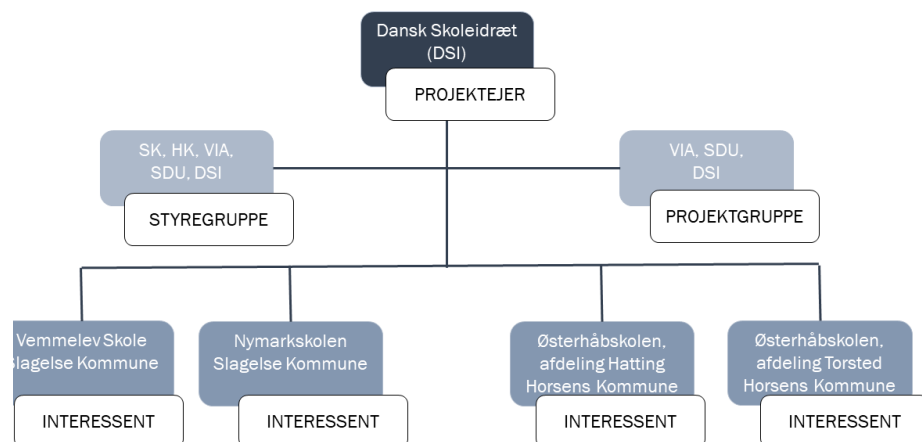 Dansk Skoleidræt
(DSI)
PROJEKTEJER
SK, HK, VIA,
SDU, DSI
STYREGRUPPE
VIA, SDU,
DSI
PROJEKTGRUPPE
Vemmelev Skole
Slagelse Kommune
INTERESSENT
Nymarkskolen
Slagelse Kommune
INTERESSENT
Østerhåbskolen,
afdeling Hatting
Horsens Kommune
INTERESSENT
Østerhåbskolen,
afdeling Torsted
Horsens Kommune
INTERESSENT